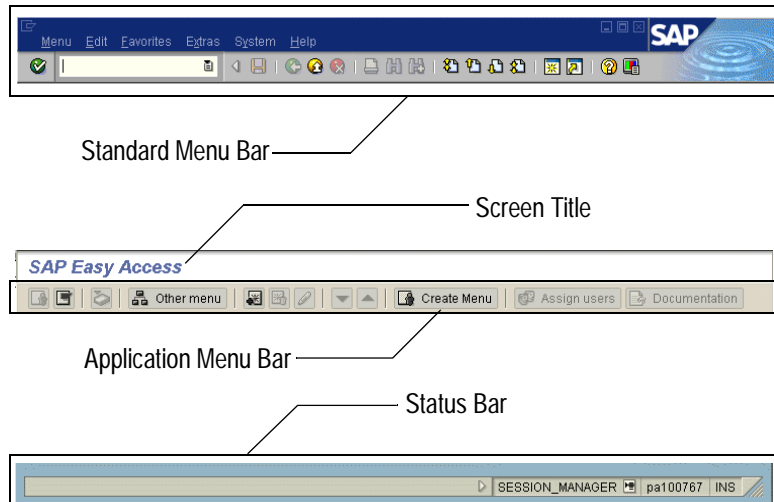 Menu Edit Favorites Extras System Help
SAP
Standard Menu Bar
Screen Title
SAP Easy Access
Other menu Create Menu Assign users Documentation
Application Menu Bar
Status Bar
SESSION_MANAGER pa100767 INS